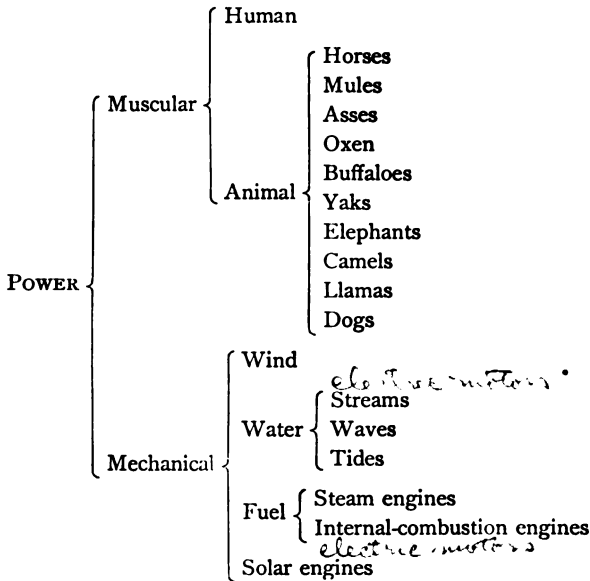 Human
Horses
Mules
Muscular
Asses
Oxen
Buffaloes
Animal
Yaks
Elephants
Camels
POWER
Llamas
Dogs
Wind
electric motors
Streams
Water
Waves
Tides
Mechanical
Steam engines
Fuel
Internal-combustion engines
electric motors
Solar engines